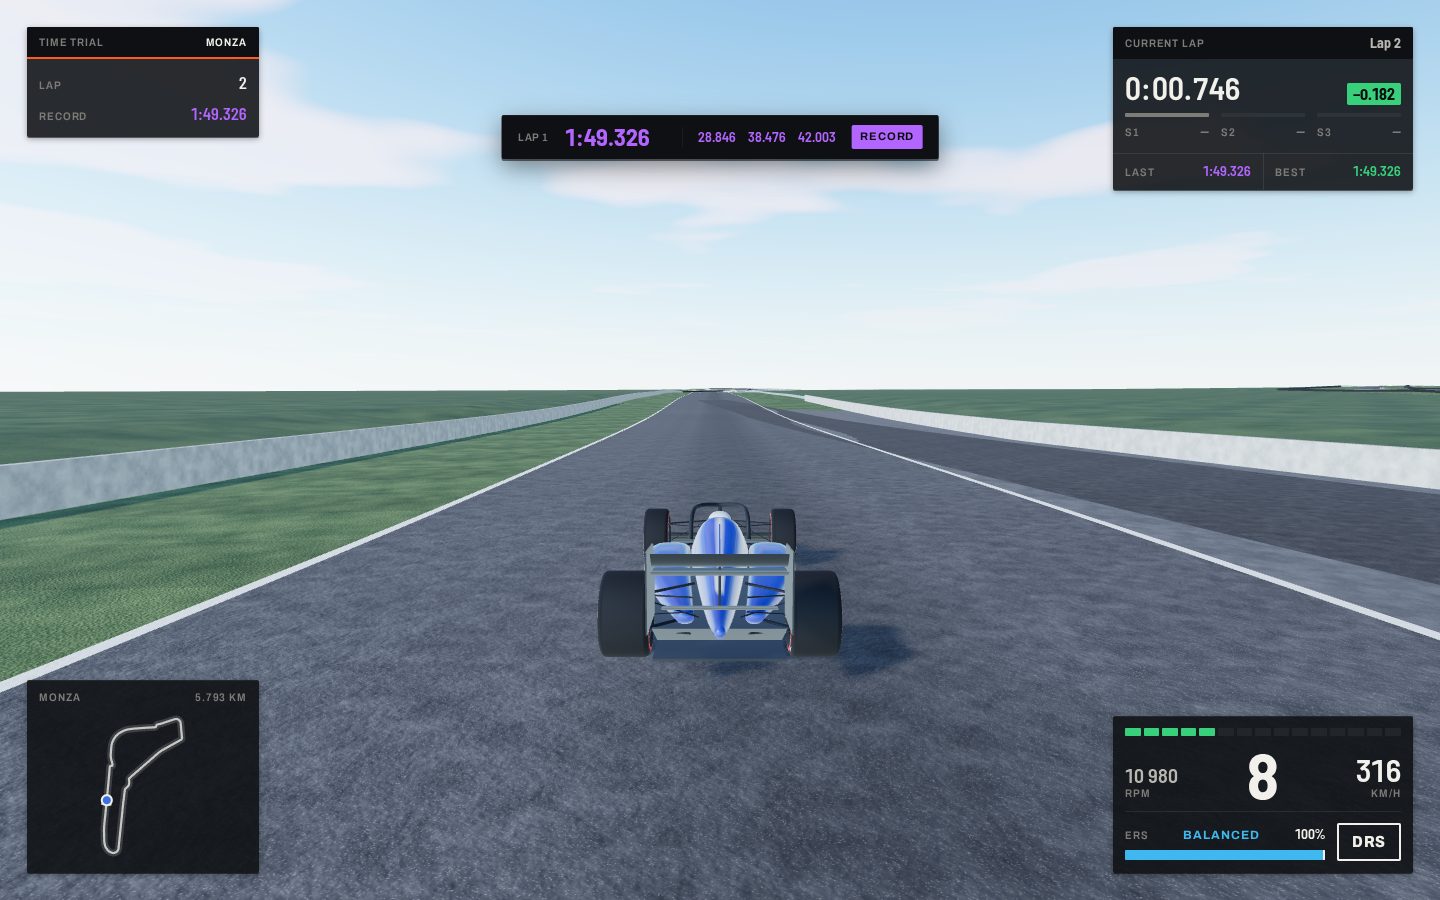 TIME TRIAL MONZA
LAP 2
RECORD 1:49.326
LAP 1 1:49.326 28.846 38.476 42.003 RECORD
CURRENT LAP Lap 2
0:00.746 −0.182
S1 – S2 – S3 –
LAST 1:49.326 BEST 1:49.326
MONZA 5.793 KM
10 980 8 316
RPM KM/H
ERS BALANCED 100% DRS